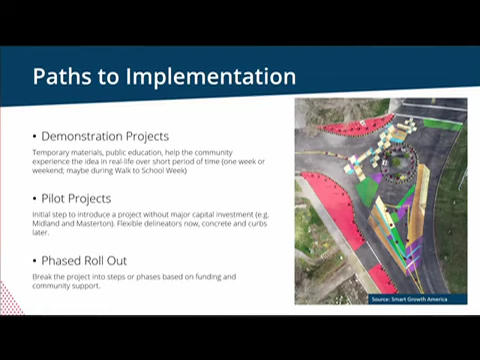 Paths to Implementation
• Demonstration Projects
Temporary materials, public education, help the community
experience the idea in real-life over short period of time (one week or
weekend; maybe during Walk to School Week)
• Pilot Projects
Initial step to introduce a project without major capital investment (e.g.
Midland and Masterton). Flexible delineators now, concrete and curbs
later.
• Phased Roll Out
Break the project into steps or phases based on funding and
community support.
Source: Smart Growth America